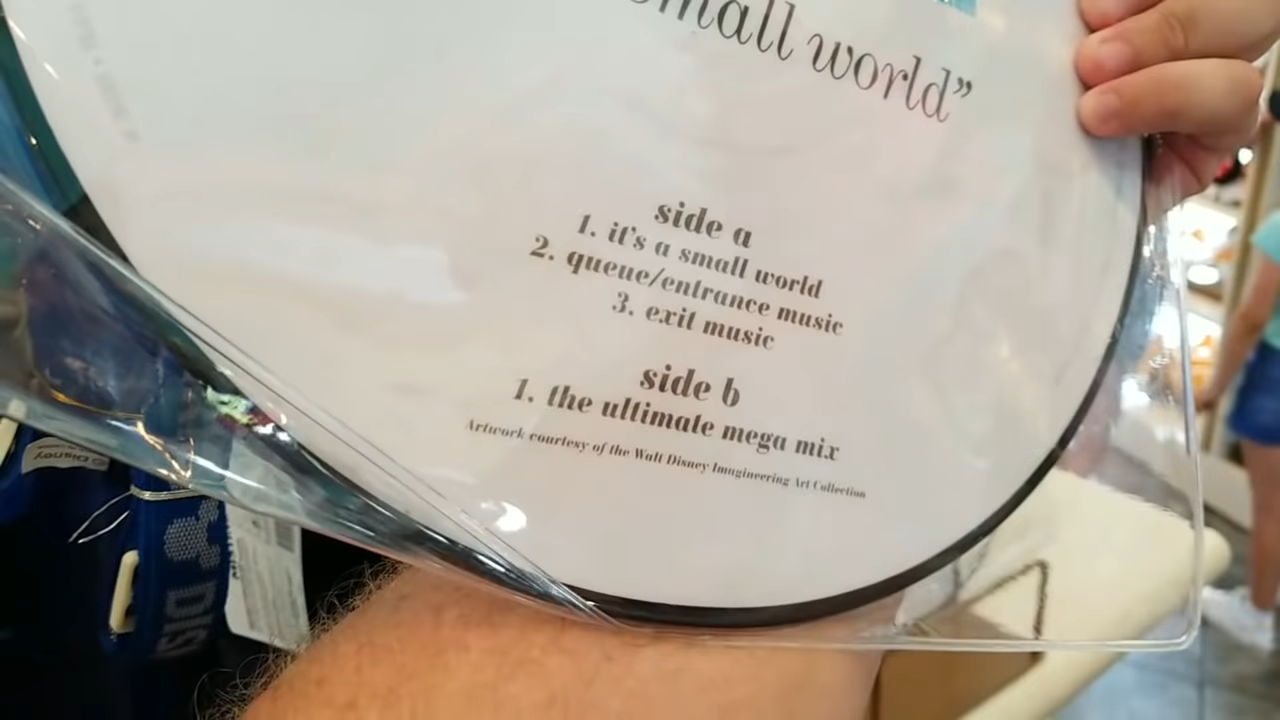 small world”
side a
1. it’s a small world
2. queue/entrance music
3. exit music
side b
1. the ultimate mega mix
Artwork courtesy of the Walt Disney Imagineering Art Collection
Disney